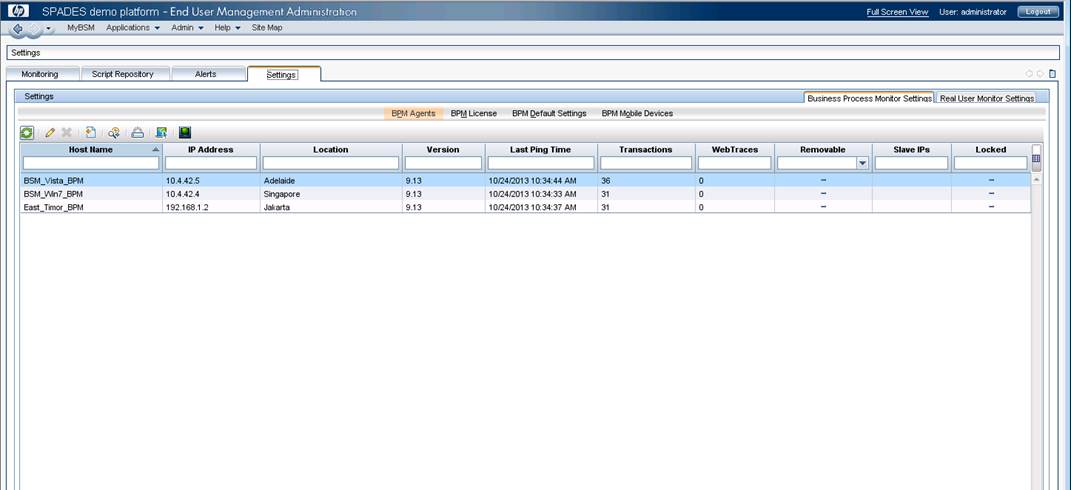 hp SPADES demo platform - End User Management Administration Full Screen View User: administrator Logout
MyBSM Applications Admin Help Site Map
Settings
Monitoring Script Repository Alerts Settings
Settings Business Process Monitor Settings Real User Monitor Settings
BPM Agents BPM License BPM Default Settings BPM Mobile Devices
Host Name IP Address Location Version Last Ping Time Transactions WebTraces Removable Slave IPs Locked
BSM_Vista_BPM 10.4.42.5 Adelaide 9.13 10/24/2013 10:34:44 AM 36 0 -- --
BSM_Win7_BPM 10.4.42.4 Singapore 9.13 10/24/2013 10:34:33 AM 31 0 -- --
East_Timor_BPM 192.168.1.2 Jakarta 9.13 10/24/2013 10:34:37 AM 31 0 -- --